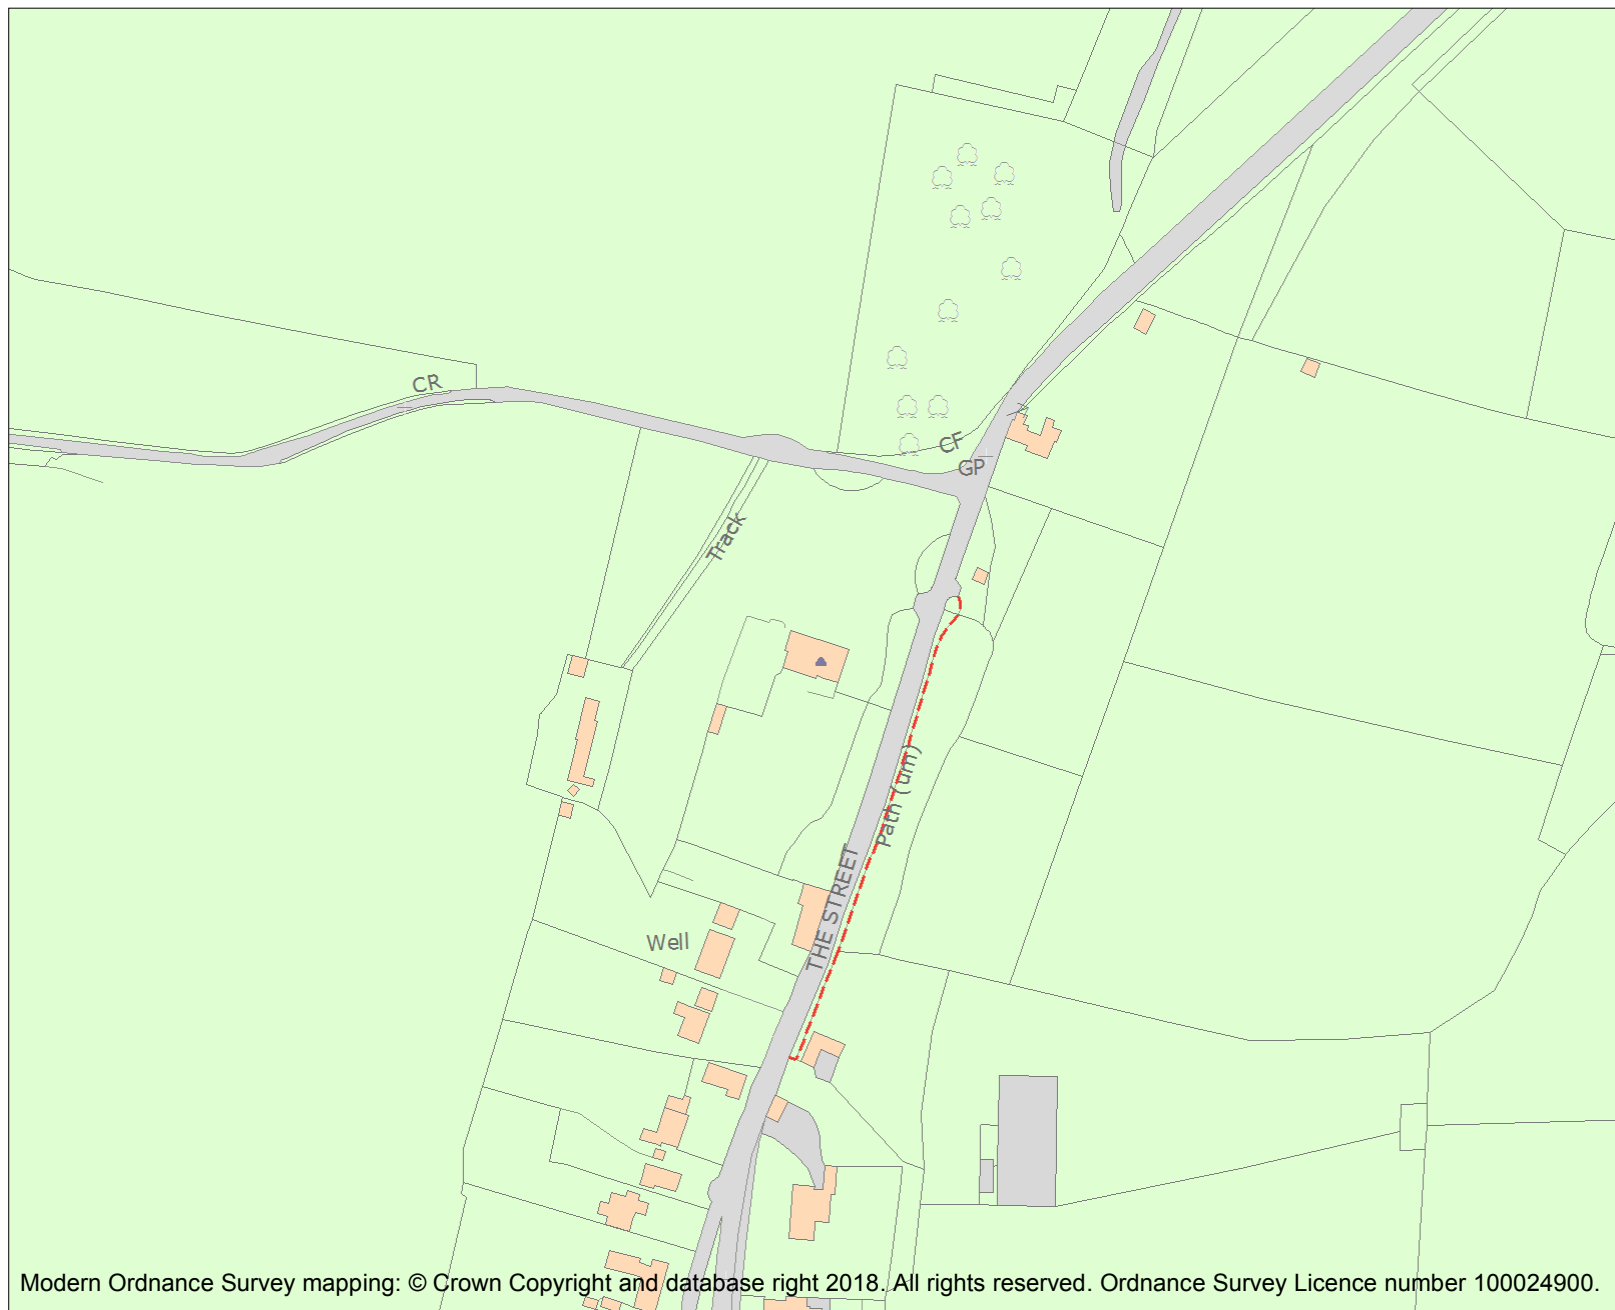 CR
CF
GP
Track
Path (um)
THE STREET
Well
Modern Ordnance Survey mapping: © Crown Copyright and database right 2018. All rights reserved. Ordnance Survey Licence number 100024900.